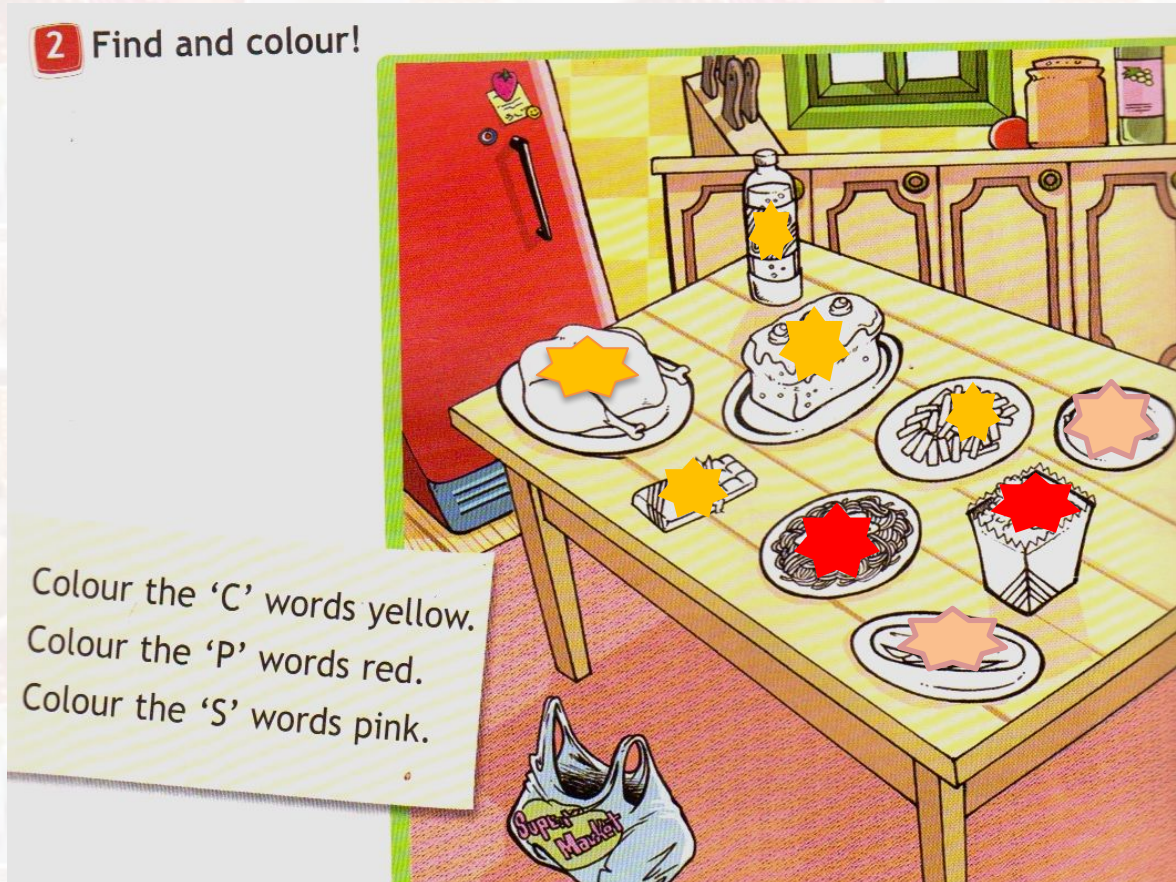 2 Find and colour!
Colour the ‘C’ words yellow.
Colour the ‘P’ words red.
Colour the ‘S’ words pink.
Super
Market